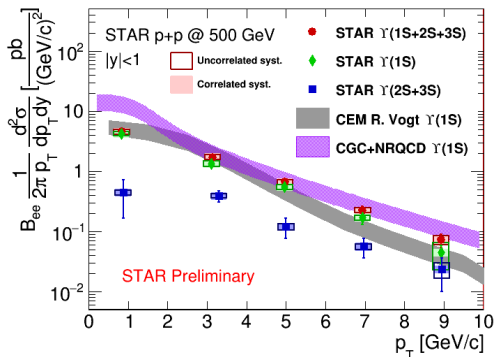 STAR p+p @ 500 GeV
|y|<1
Uncorrelated syst.
Correlated syst.
STAR ϒ(1S+2S+3S)
STAR ϒ(1S)
STAR ϒ(2S+3S)
CEM R. Vogt ϒ(1S)
CGC+NRQCD ϒ(1S)
B_ee 1/(2π p_T) d²σ/(dp_T dy) [pb/(GeV/c)²]
10²
10
1
10⁻¹
10⁻²
STAR Preliminary
0 1 2 3 4 5 6 7 8 9 10
p_T [GeV/c]